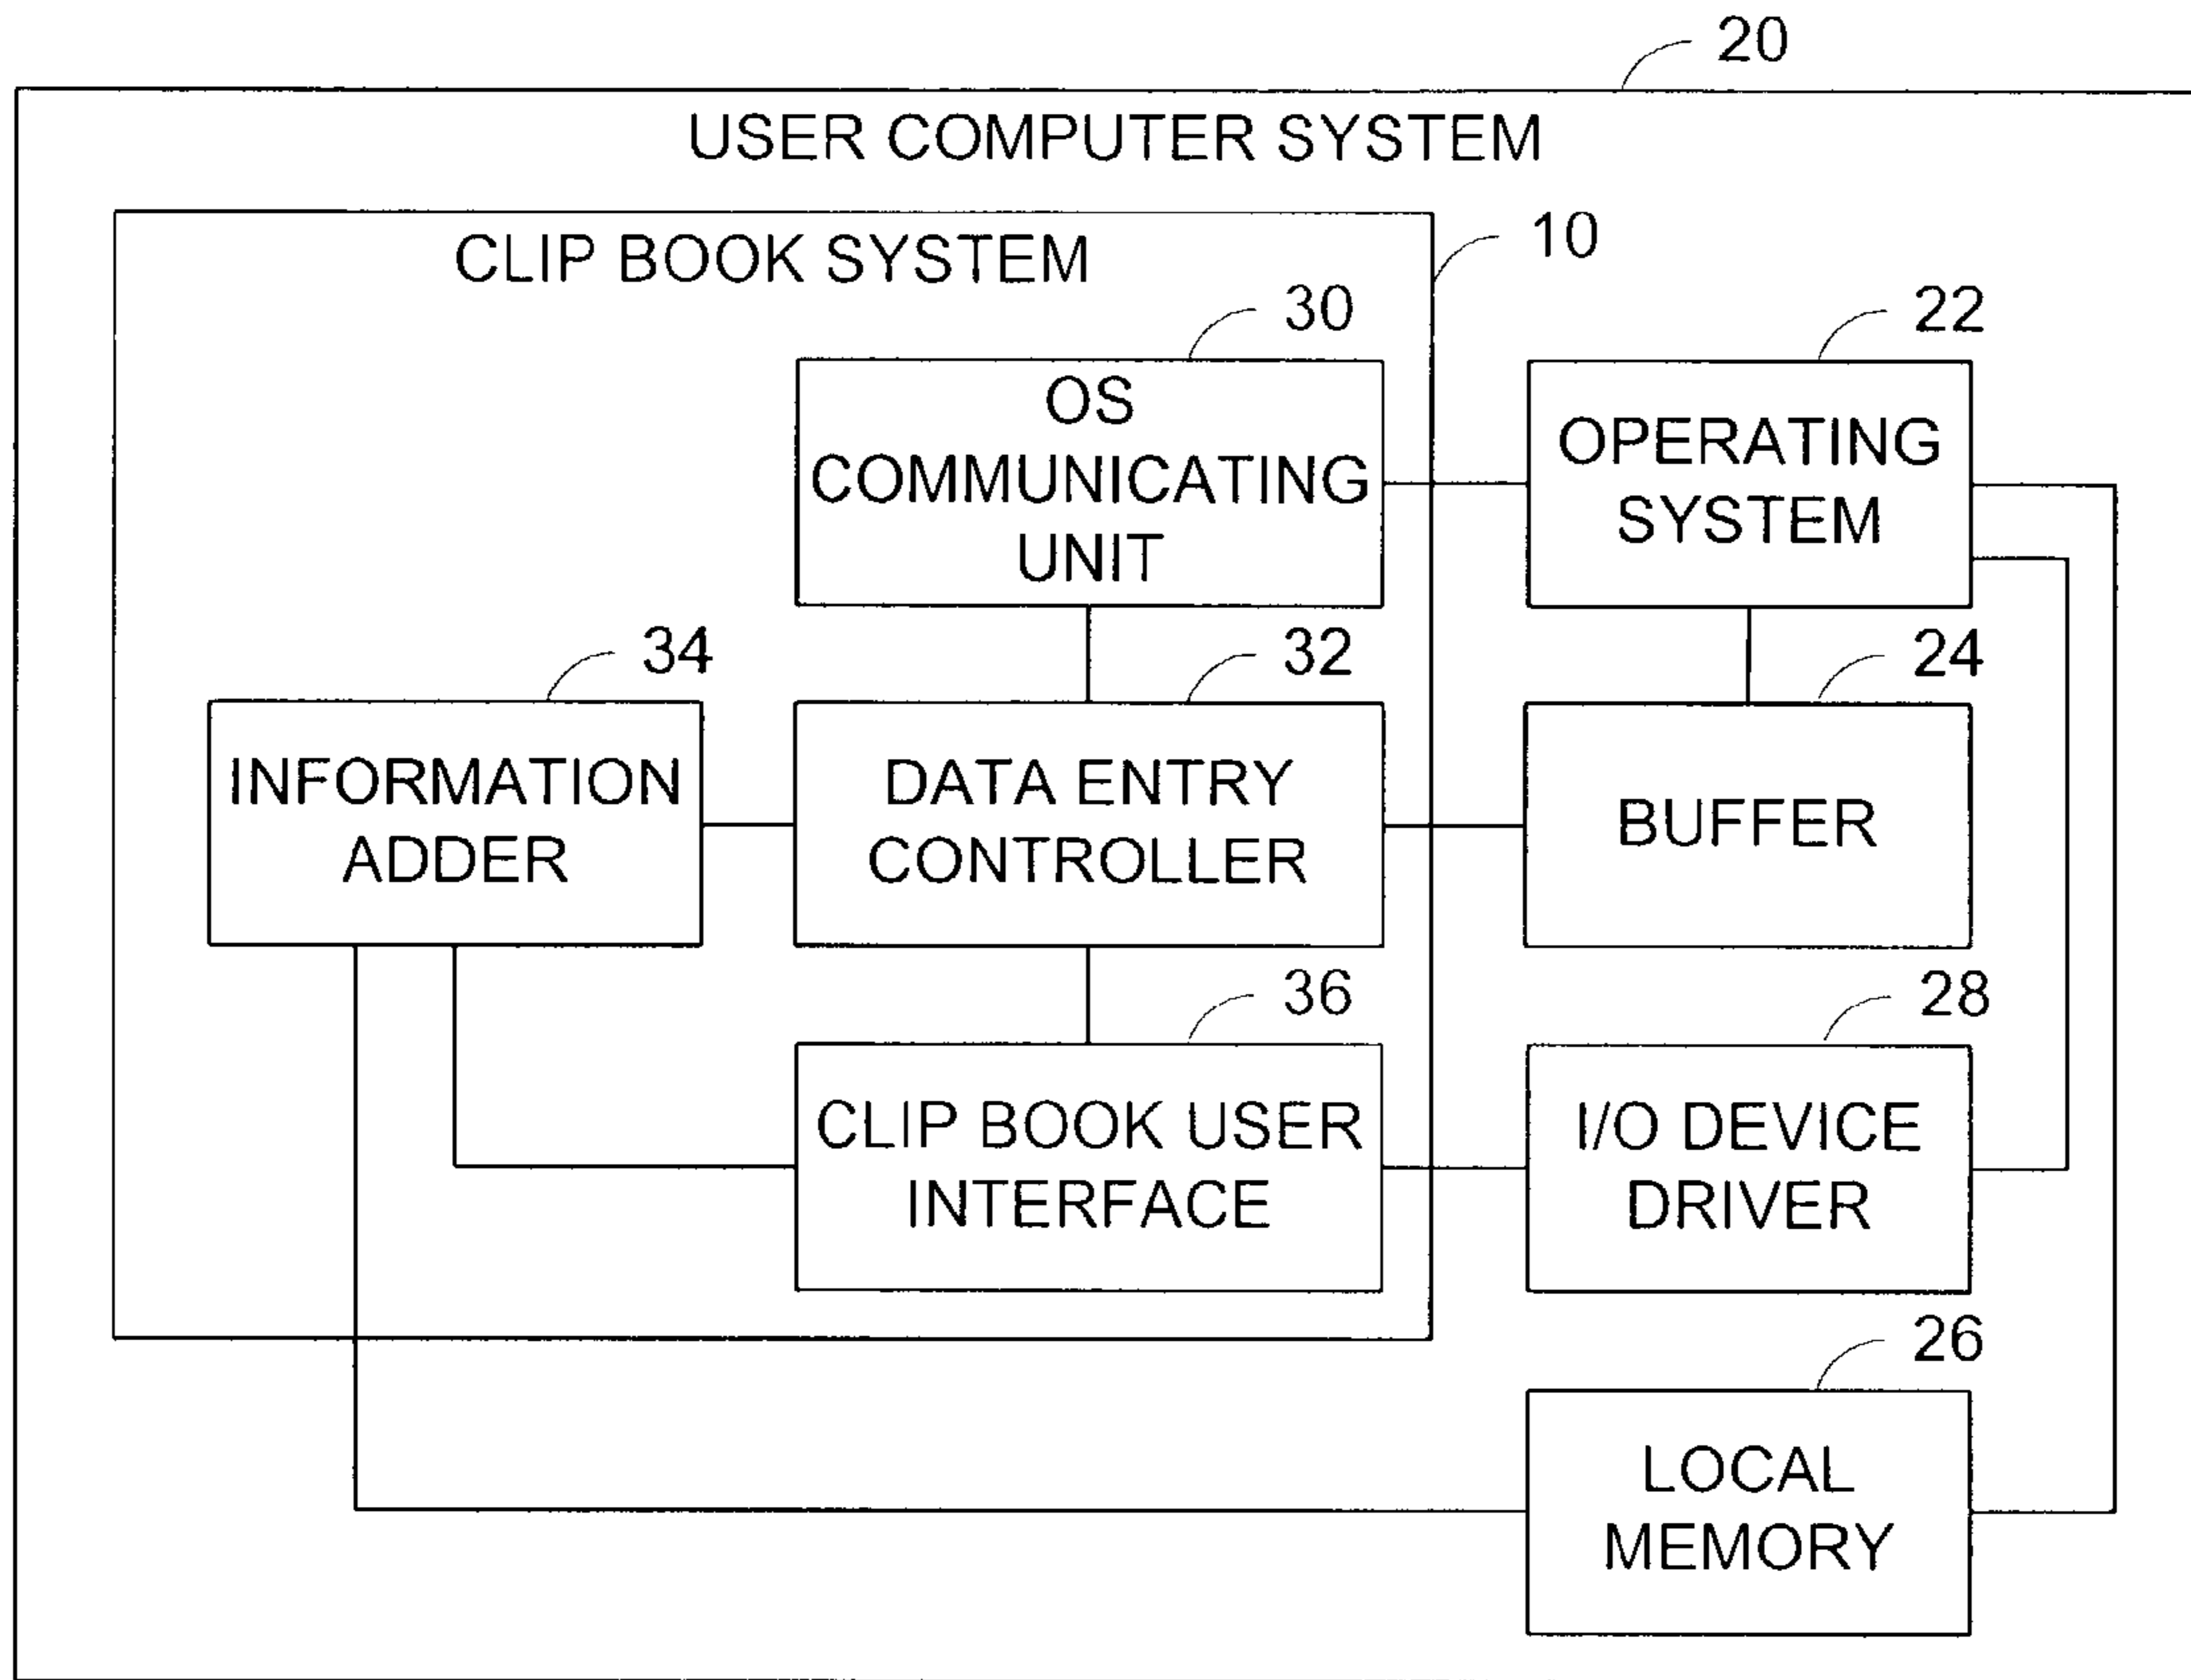 20
USER COMPUTER SYSTEM
CLIP BOOK SYSTEM
10
30
22
OS
COMMUNICATING
UNIT
OPERATING
SYSTEM
34
32
24
INFORMATION
ADDER
DATA ENTRY
CONTROLLER
BUFFER
36
28
CLIP BOOK USER
INTERFACE
I/O DEVICE
DRIVER
26
LOCAL
MEMORY